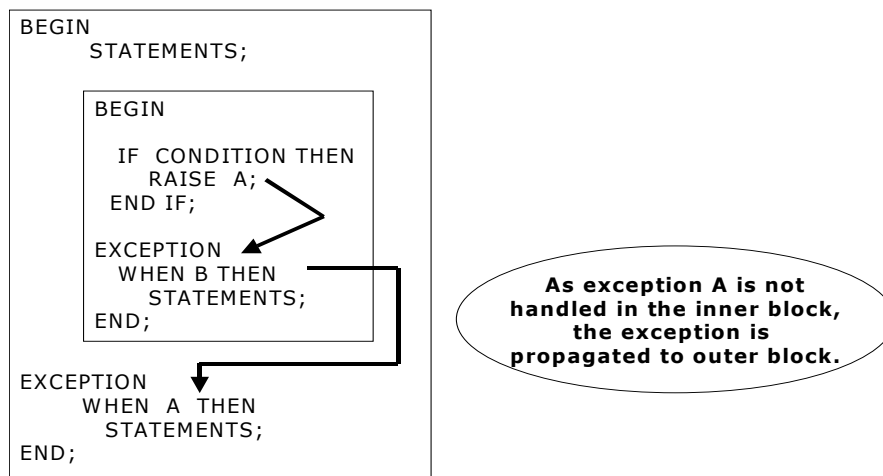 BEGIN
STATEMENTS;
BEGIN
IF CONDITION THEN
RAISE A;
END IF;
EXCEPTION
WHEN B THEN
STATEMENTS;
END;
EXCEPTION
WHEN A THEN
STATEMENTS;
END;
As exception A is not
handled in the inner block,
the exception is
propagated to outer block.